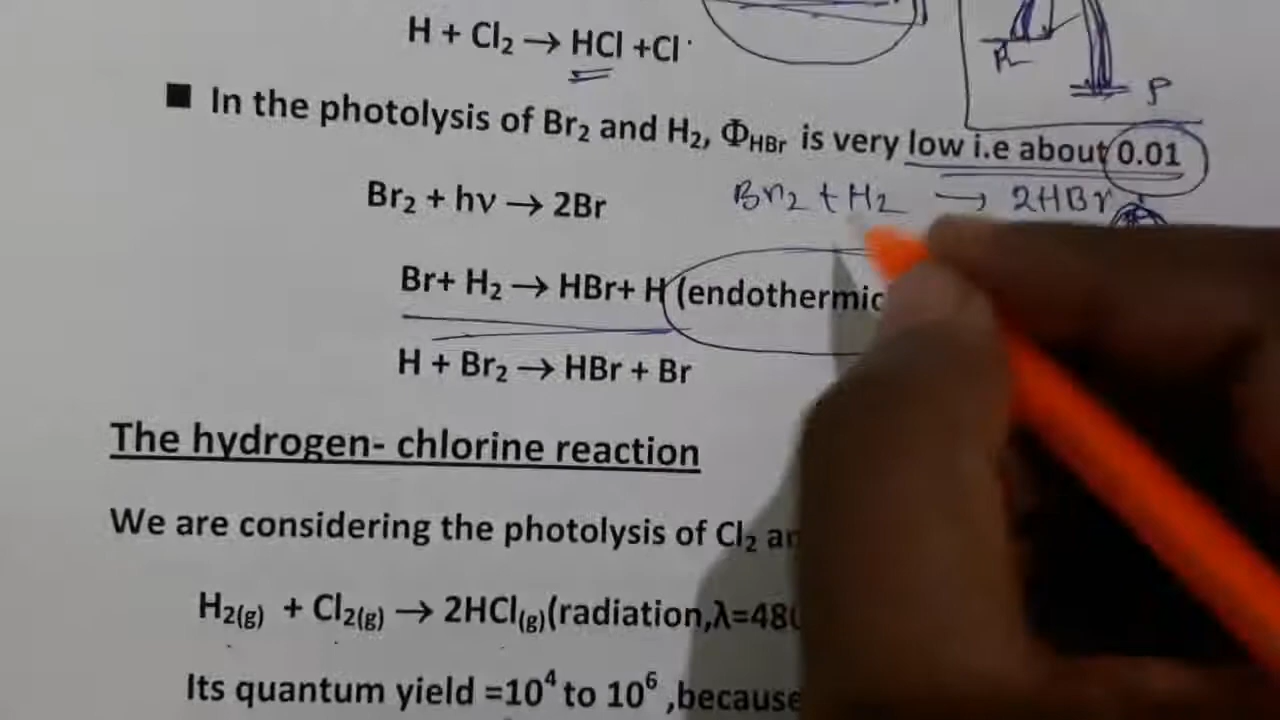 H + Cl₂ → HCl +Cl·
R
P
■ In the photolysis of Br₂ and H₂, Φ_HBr is very low i.e about 0.01
Br₂ + hν → 2Br
Br₂ + H₂ → 2HBr
Br+ H₂ → HBr+ H (endothermic
H + Br₂ → HBr + Br
The hydrogen- chlorine reaction
We are considering the photolysis of Cl₂
H₂(g) + Cl₂(g) → 2HCl(g)(radiation,λ=480
Its quantum yield =10⁴ to 10⁶ ,because